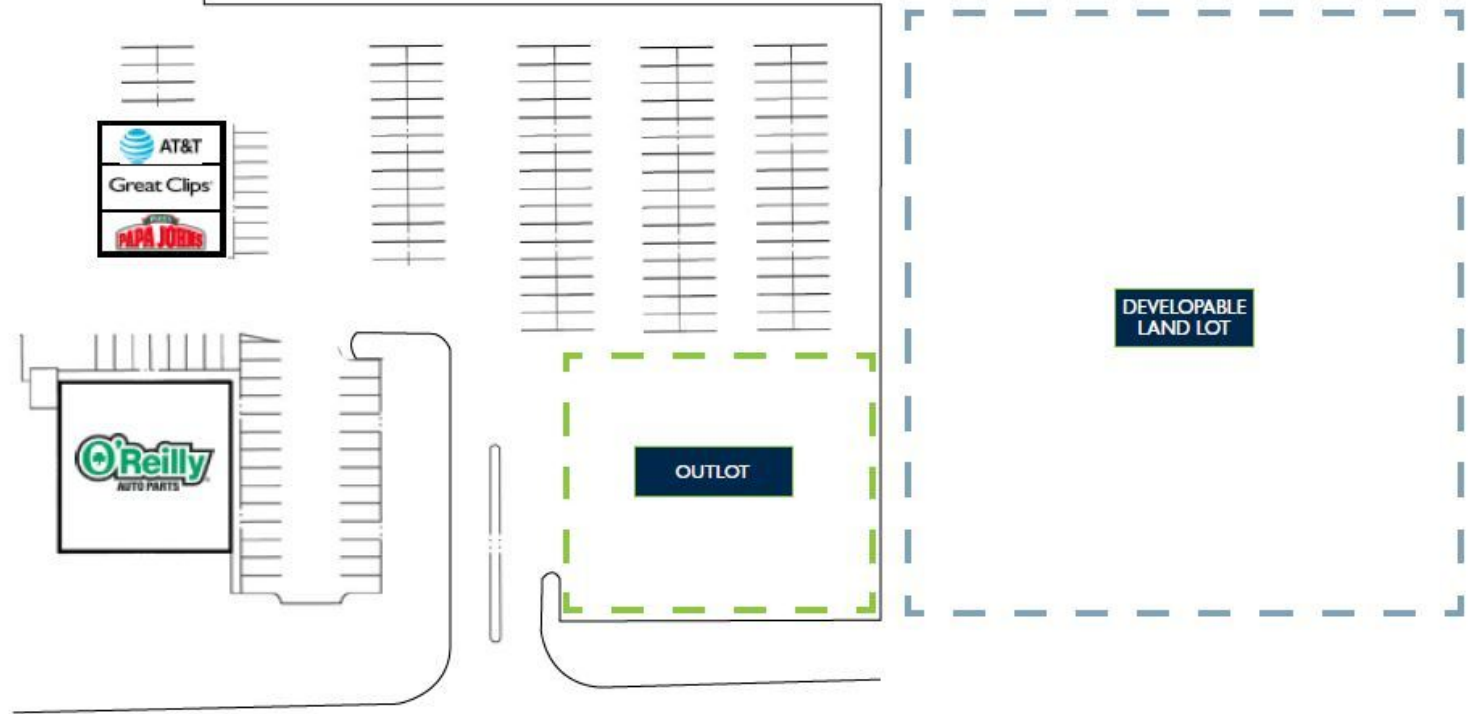 AT&T
Great Clips
PAPA JOHNS
O'Reilly
AUTO PARTS
OUTLOT
DEVELOPABLE
LAND LOT